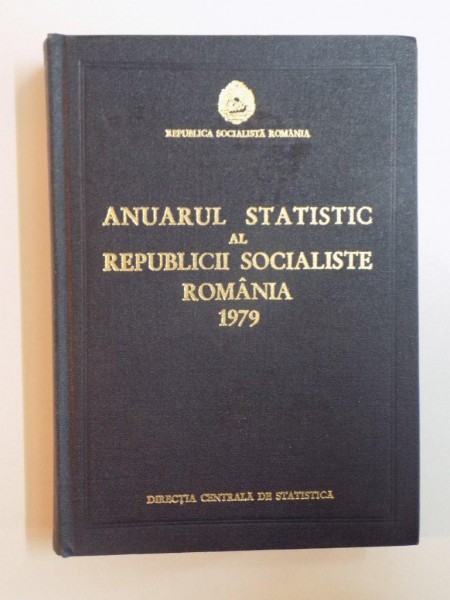 REPUBLICA SOCIALISTĂ ROMÂNIA
ANUARUL STATISTIC
AL
REPUBLICII SOCIALISTE
ROMÂNIA
1979
DIRECȚIA CENTRALĂ DE STATISTICĂ